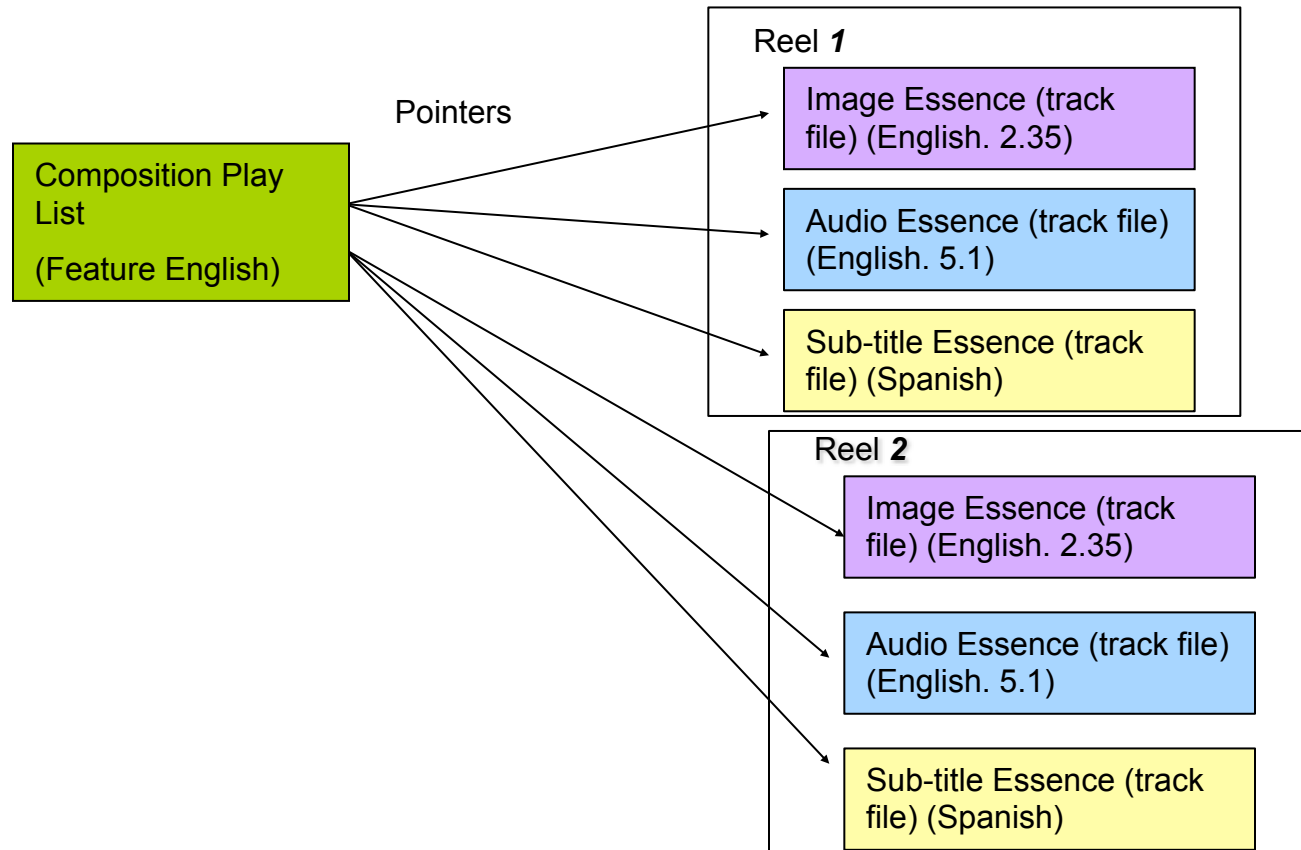 Reel 1
Pointers
Image Essence (track
file) (English. 2.35)
Composition Play
List
(Feature English)
Audio Essence (track file)
(English. 5.1)
Sub-title Essence (track
file) (Spanish)
Reel 2
Image Essence (track
file) (English. 2.35)
Audio Essence (track file)
(English. 5.1)
Sub-title Essence (track
file) (Spanish)